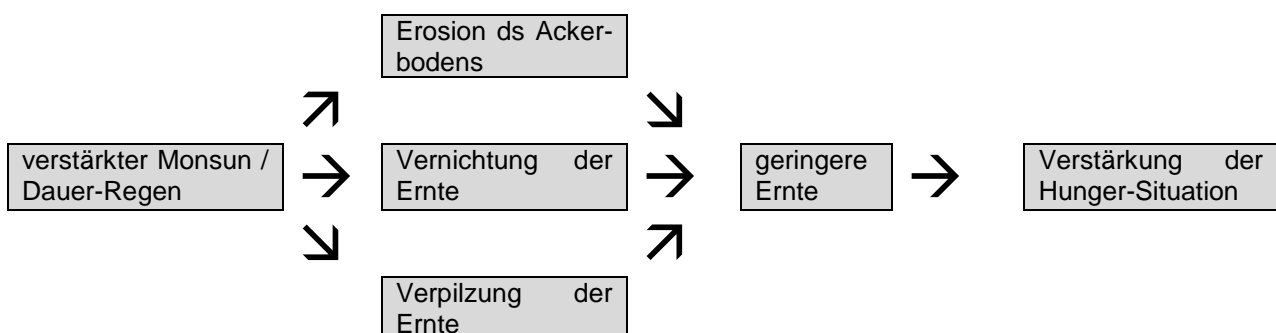 Erosion ds Acker-
bodens
verstärkter Monsun /
Dauer-Regen
Vernichtung der
Ernte
geringere
Ernte
Verstärkung der
Hunger-Situation
Verpilzung der
Ernte